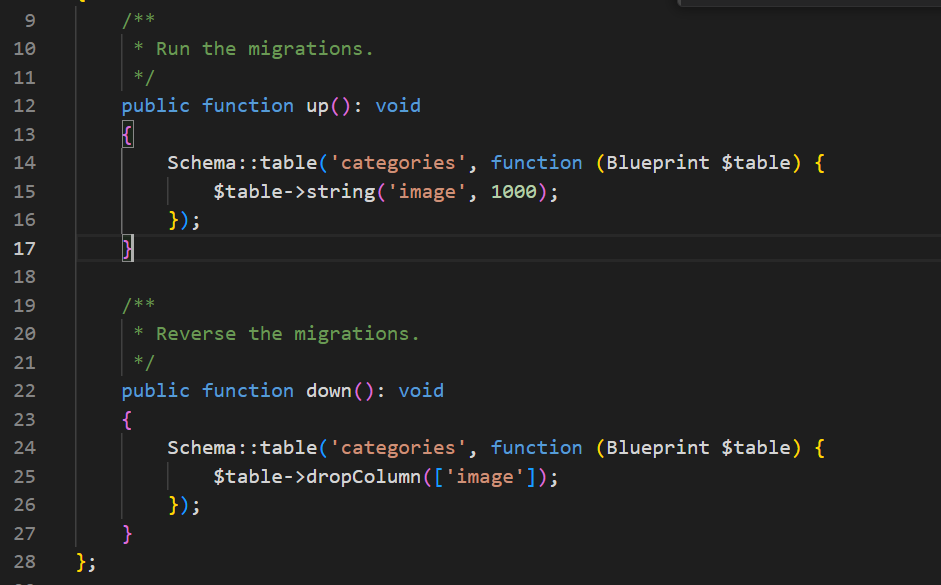 9 /**
10 * Run the migrations.
11 */
12 public function up(): void
13 {
14 Schema::table('categories', function (Blueprint $table) {
15 $table->string('image', 1000);
16 });
17 }
18
19 /**
20 * Reverse the migrations.
21 */
22 public function down(): void
23 {
24 Schema::table('categories', function (Blueprint $table) {
25 $table->dropColumn(['image']);
26 });
27 }
28 };